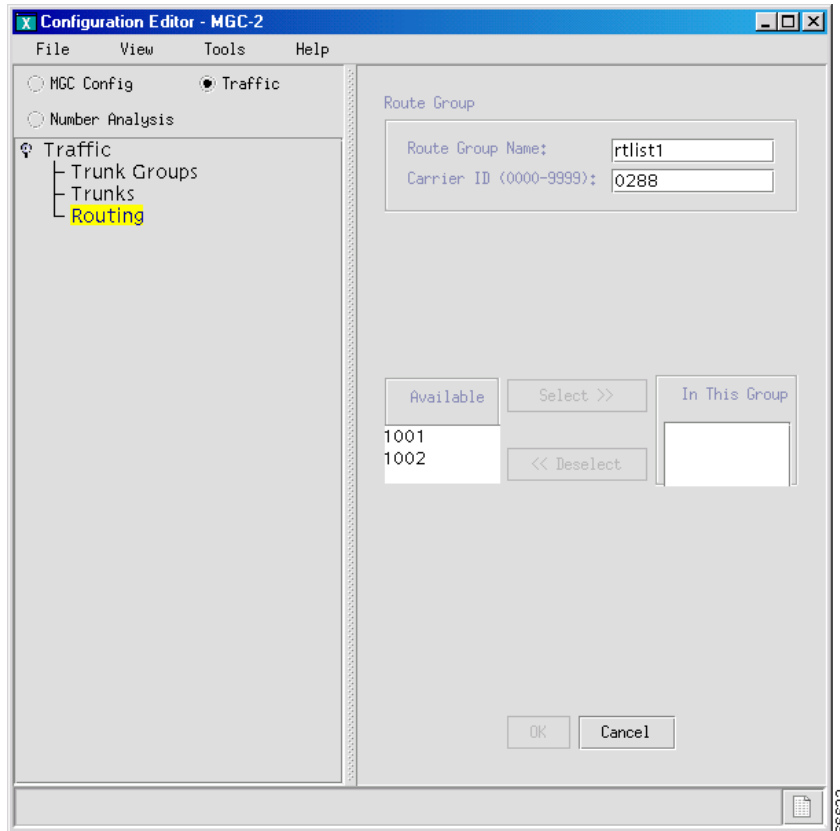 Configuration Editor - MGC-2
File View Tools Help
MGC Config Traffic
Number Analysis
Traffic
Trunk Groups
Trunks
Routing
Route Group
Route Group Name: rtlist1
Carrier ID (0000-9999): 0288
Available Select >> In This Group
1001
1002
<< Deselect
OK Cancel